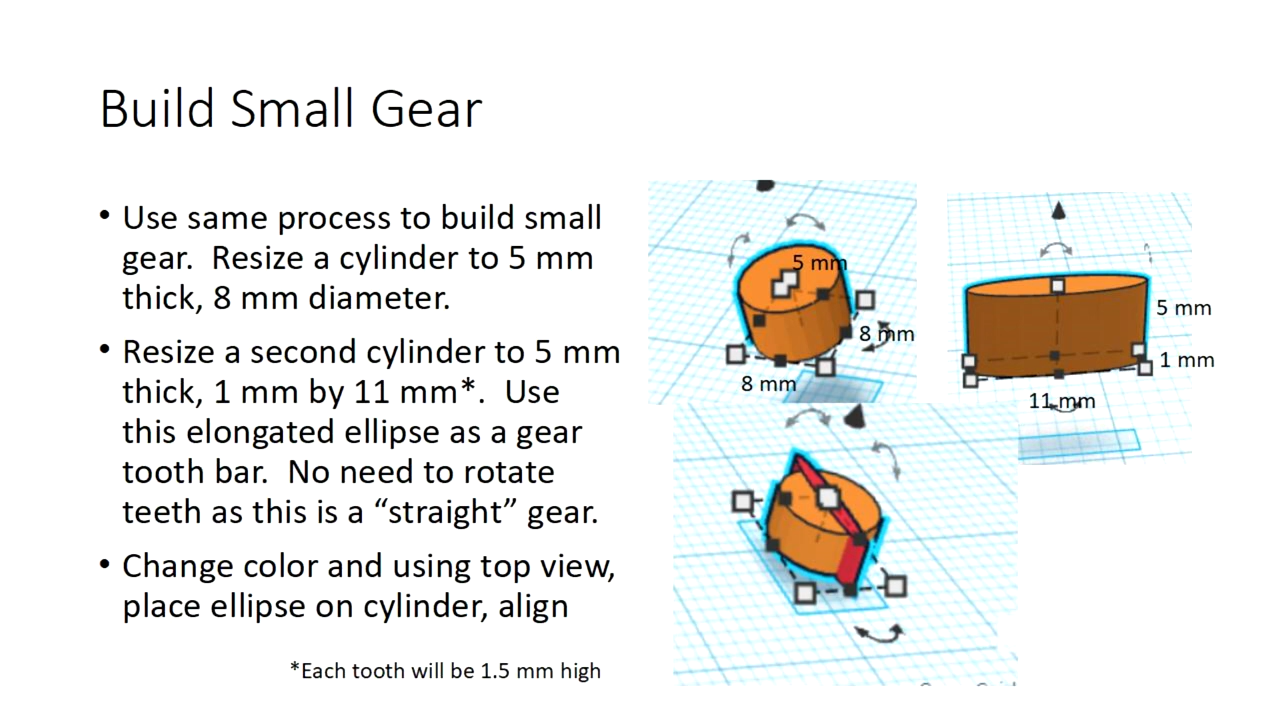 Build Small Gear
• Use same process to build small
gear.  Resize a cylinder to 5 mm
thick, 8 mm diameter.
• Resize a second cylinder to 5 mm
thick, 1 mm by 11 mm*.  Use
this elongated ellipse as a gear
tooth bar.  No need to rotate
teeth as this is a “straight” gear.
• Change color and using top view,
place ellipse on cylinder, align
*Each tooth will be 1.5 mm high
5 mm
8 mm
8 mm
5 mm
1 mm
11 mm